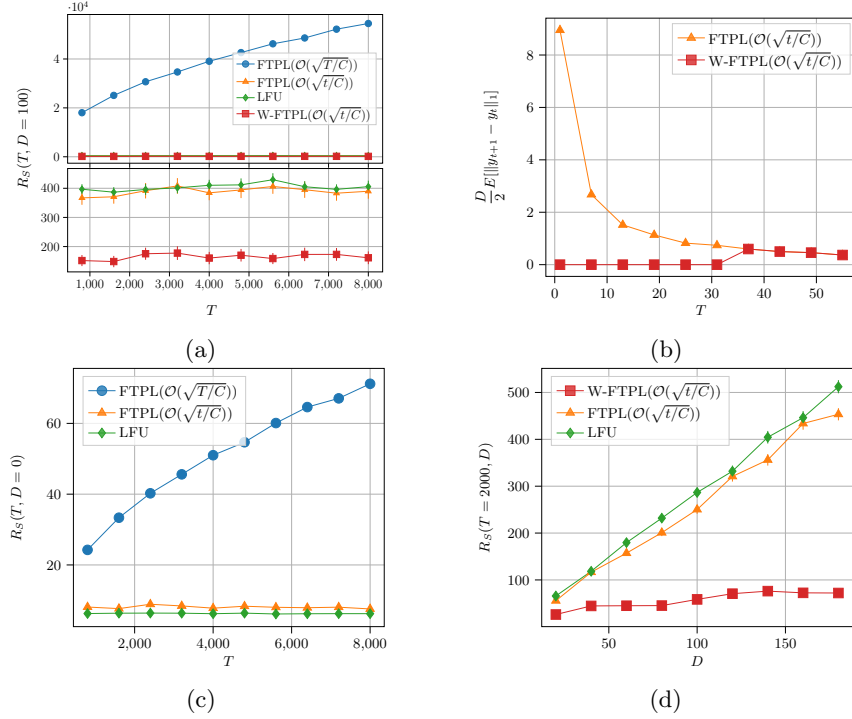 ·10⁴
6
4
2
0
FTPL(𝒪(√T/C))
FTPL(𝒪(√t/C))
LFU
W-FTPL(𝒪(√t/C))
400
300
200
R_S(T, D = 100)
1,000 2,000 3,000 4,000 5,000 6,000 7,000 8,000
T
(a)
8
6
4
2
0
FTPL(𝒪(√t/C))
W-FTPL(𝒪(√t/C))
D/2 E[‖y_{t+1} − y_t‖_1]
0 10 20 30 40 50
T
(b)
60
40
20
FTPL(𝒪(√T/C))
FTPL(𝒪(√t/C))
LFU
R_S(T, D = 0)
2,000 4,000 6,000 8,000
T
(c)
500
400
300
200
100
W-FTPL(𝒪(√t/C))
FTPL(𝒪(√t/C))
LFU
R_S(T = 2000, D)
50 100 150
D
(d)